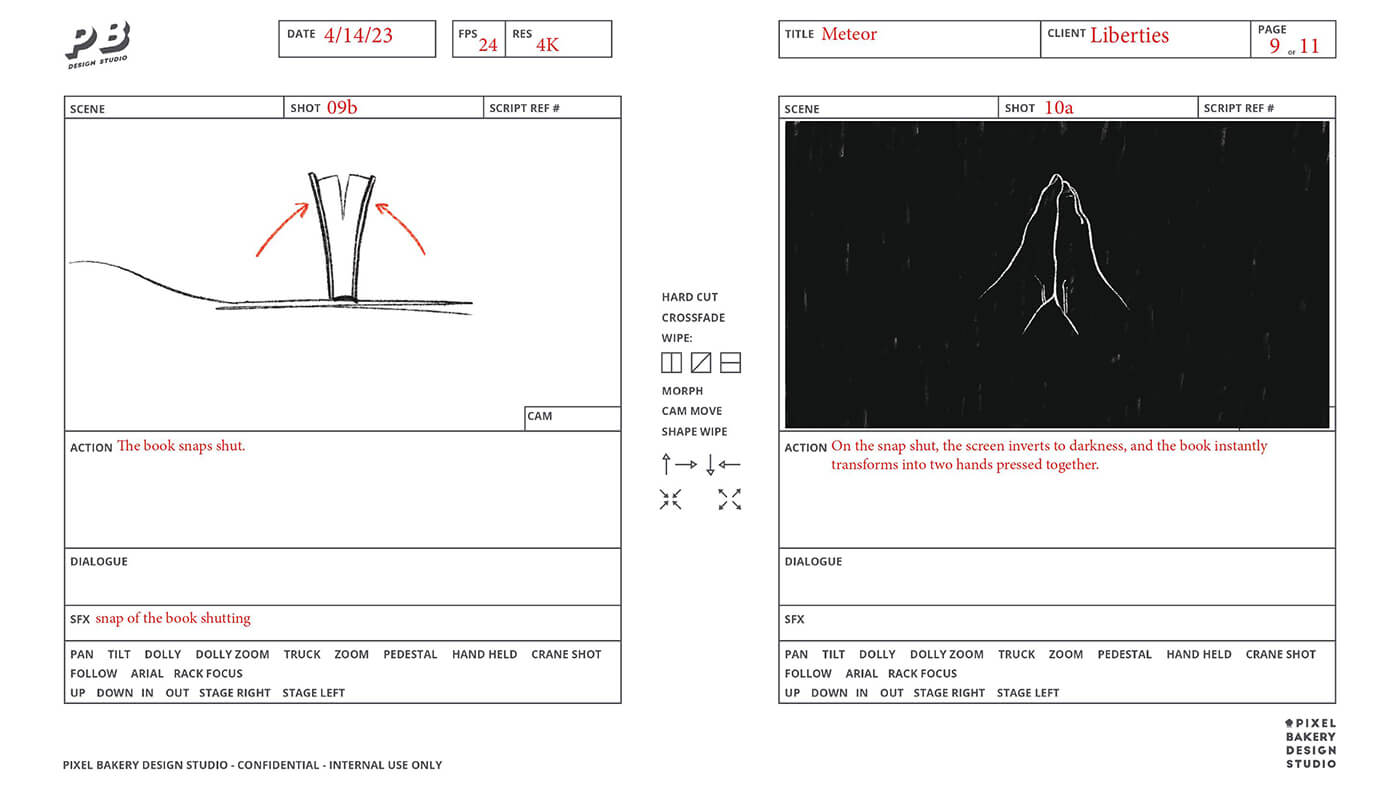 PB
DESIGN STUDIO
DATE 4/14/23
FPS 24
RES 4K
TITLE Meteor
CLIENT Liberties
PAGE
9 OF 11
SCENE
SHOT 09b
SCRIPT REF #
CAM
ACTION The book snaps shut.
DIALOGUE
SFX snap of the book shutting
PAN TILT DOLLY DOLLY ZOOM TRUCK ZOOM PEDESTAL HAND HELD CRANE SHOT
FOLLOW ARIAL RACK FOCUS
UP DOWN IN OUT STAGE RIGHT STAGE LEFT
HARD CUT
CROSSFADE
WIPE:
MORPH
CAM MOVE
SHAPE WIPE
SCENE
SHOT 10a
SCRIPT REF #
ACTION On the snap shut, the screen inverts to darkness, and the book instantly
transforms into two hands pressed together.
DIALOGUE
SFX
PAN TILT DOLLY DOLLY ZOOM TRUCK ZOOM PEDESTAL HAND HELD CRANE SHOT
FOLLOW ARIAL RACK FOCUS
UP DOWN IN OUT STAGE RIGHT STAGE LEFT
PIXEL BAKERY DESIGN STUDIO - CONFIDENTIAL - INTERNAL USE ONLY
PIXEL
BAKERY
DESIGN
STUDIO